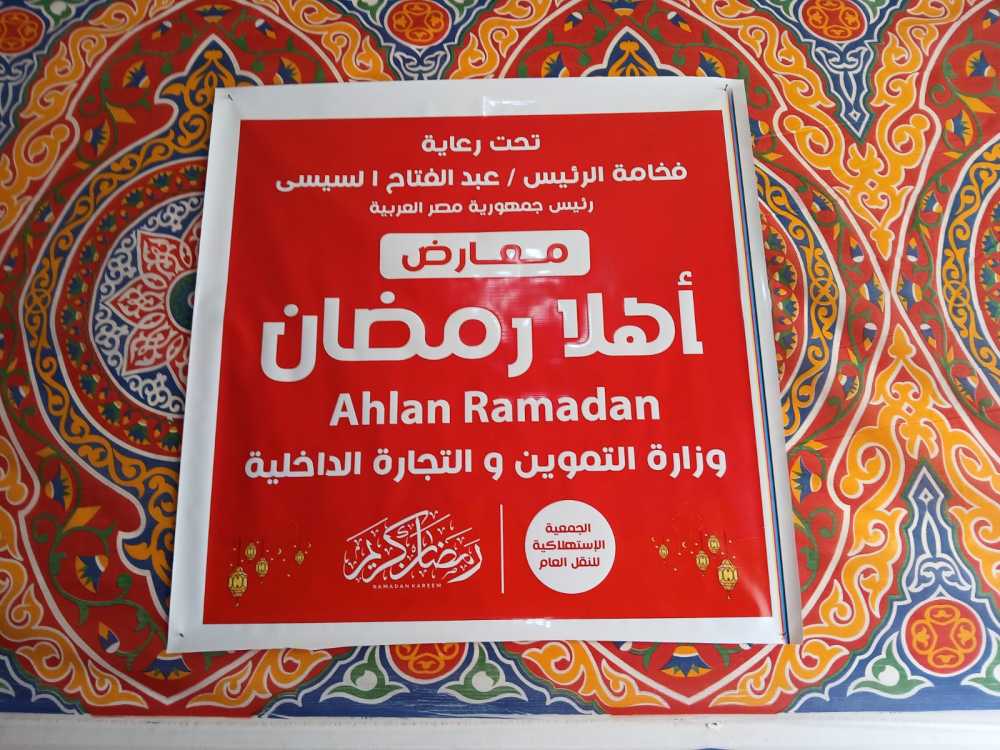 تحت رعاية
فخامة الرئيس / عبد الفتاح ا لسيسى
رئيس جمهورية مصر العربية
معارض
أهلا رمضان
Ahlan Ramadan
وزارة التموين و التجارة الداخلية
الجمعية
الإستهلاكية
للنقل العام
رمضان كريم
RAMADAN KAREEM